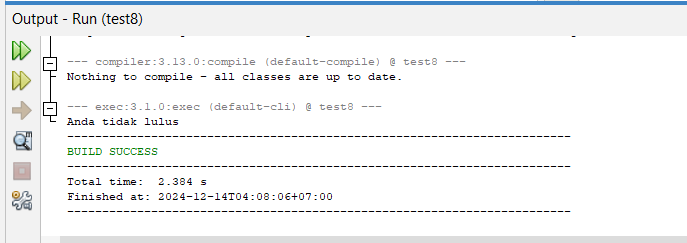 Output - Run (test8)
--- compiler:3.13.0:compile (default-compile) @ test8 ---
Nothing to compile - all classes are up to date.
--- exec:3.1.0:exec (default-cli) @ test8 ---
Anda tidak lulus
------------------------------------------------------------------------
BUILD SUCCESS
------------------------------------------------------------------------
Total time:  2.384 s
Finished at: 2024-12-14T04:08:06+07:00
------------------------------------------------------------------------